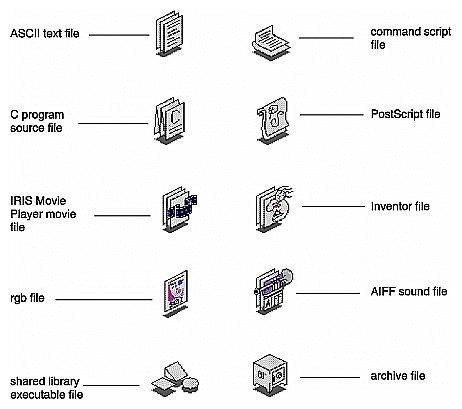 ASCII text file
command script
file
C program
source file
C
PostScript file
IRIS Movie
Player movie
file
Inventor file
rgb file
AIFF sound file
shared library
executable file
archive file